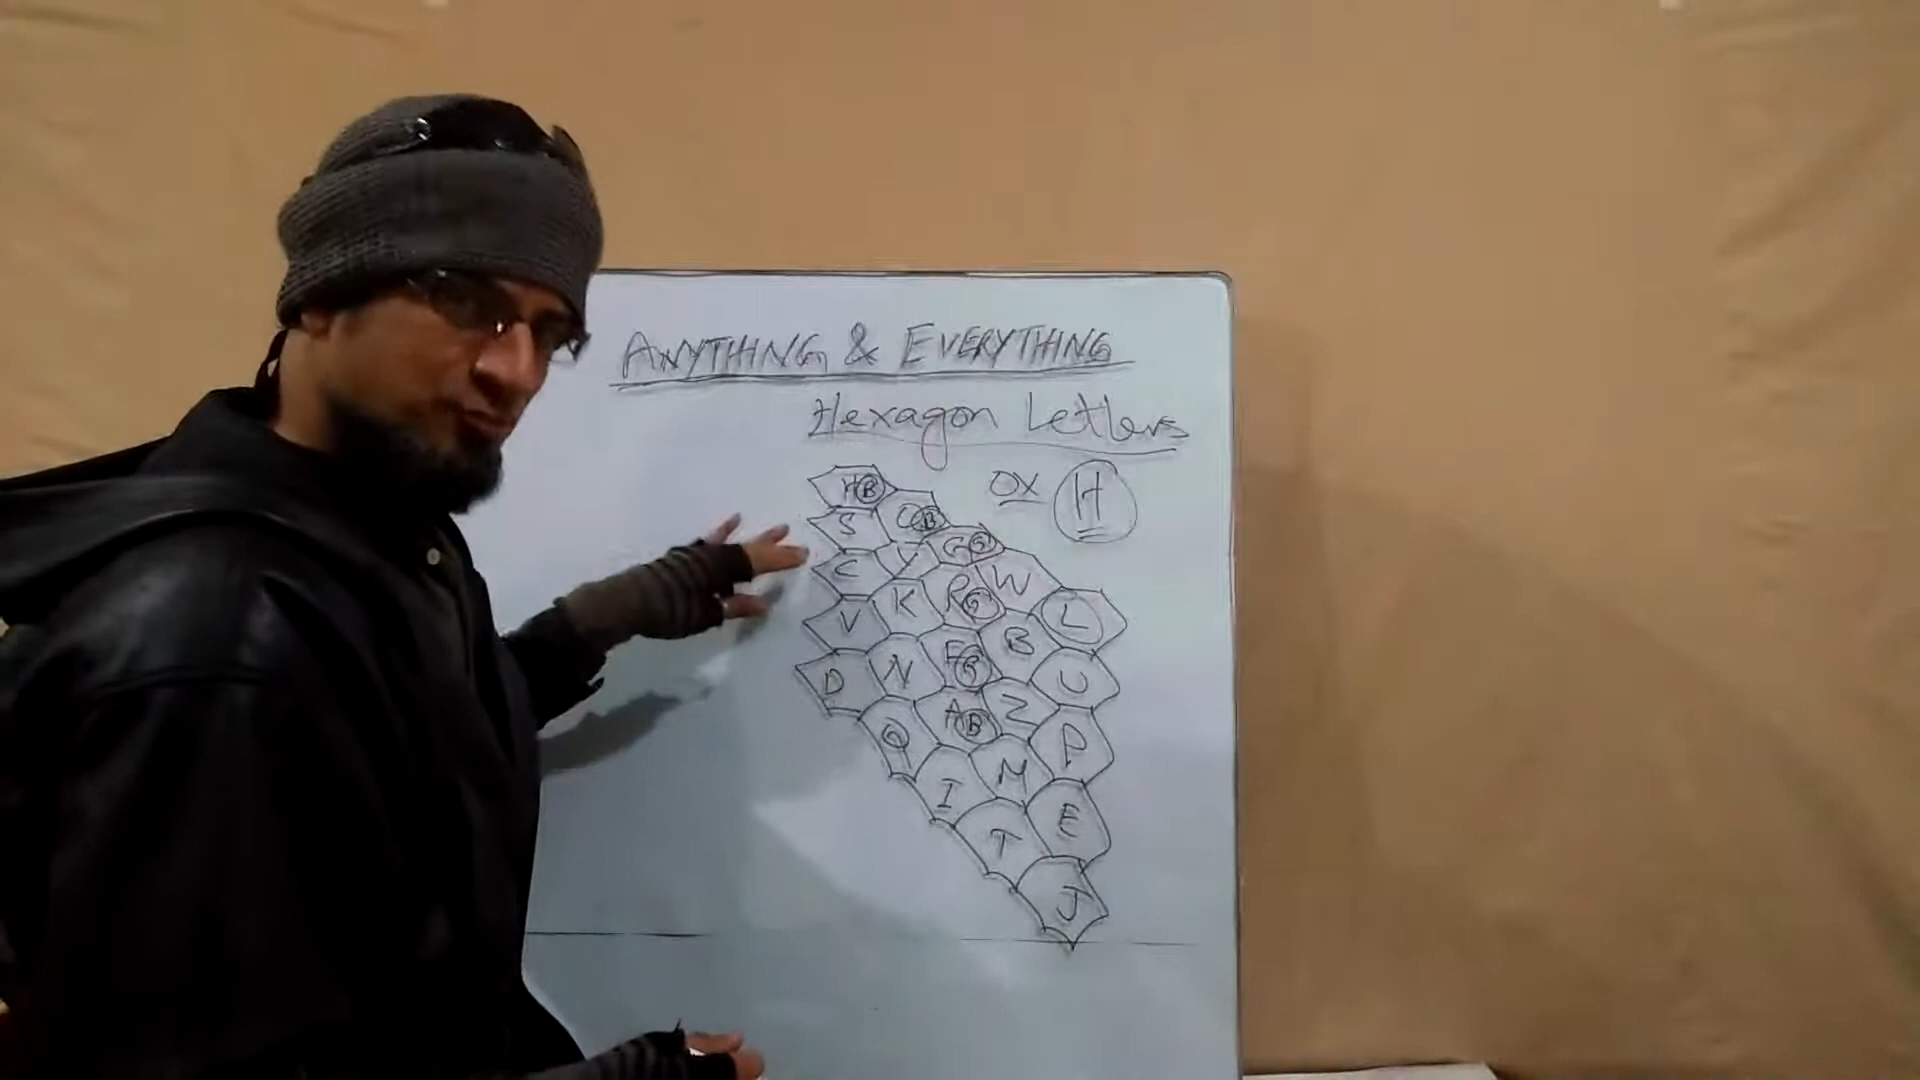 ANYTHING & EVERYTHING
Hexagon Letters
H B
OX H
S B
G G
C Y W
K G L
V B
B
D N U
A B Z
O P
M
I E
T
J